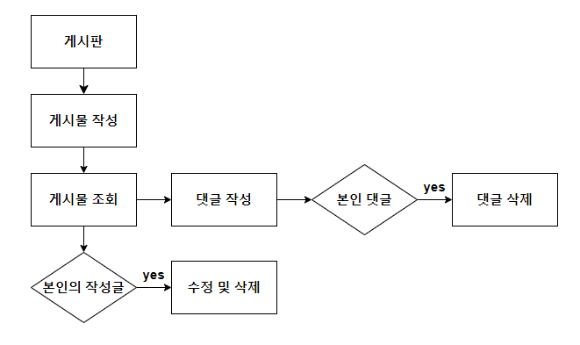 게시판
게시물 작성
게시물 조회
댓글 작성
본인 댓글
yes
댓글 삭제
본인의 작성글
yes
수정 및 삭제